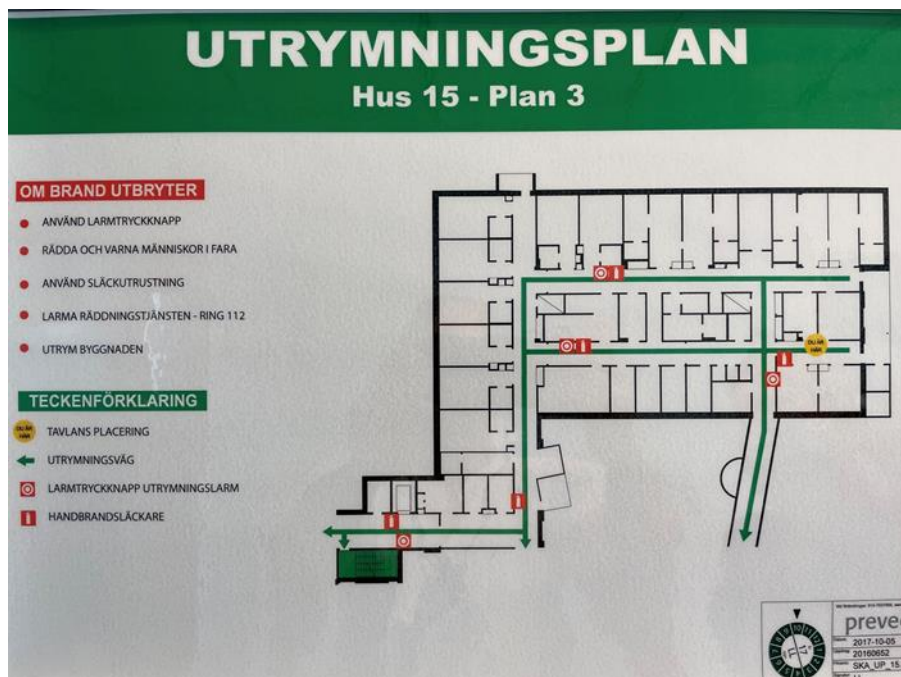 UTRYMNINGSPLAN
Hus 15 - Plan 3
OM BRAND UTBRYTER
ANVÄND LARMTRYCKKNAPP
RÄDDA OCH VARNA MÄNNISKOR I FARA
ANVÄND SLÄCKUTRUSTNING
LARMA RÄDDNINGSTJÄNSTEN - RING 112
UTRYM BYGGNADEN
TECKENFÖRKLARING
DU ÄR
HÄR
TAVLANS PLACERING
UTRYMNINGSVÄG
LARMTRYCKKNAPP UTRYMNINGSLARM
HANDBRANDSLÄCKARE
DU ÄR
HÄR
preve
2017-10-05
20160652
SKA_UP_15